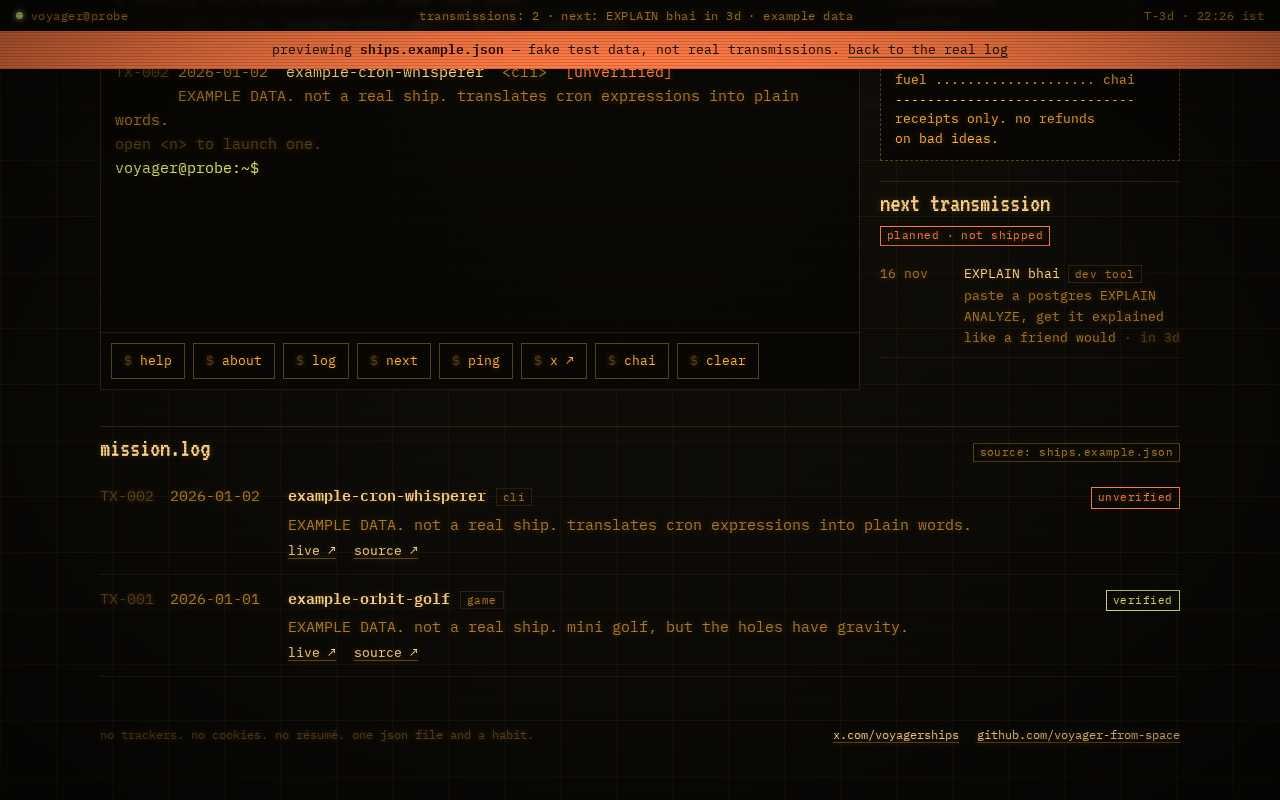 voyager@probe
transmissions: 2 · next: EXPLAIN bhai in 3d · example data
T-3d · 22:26 ist
previewing ships.example.json — fake test data, not real transmissions. back to the real log
TX-002 2026-01-02 example-cron-whisperer <cli> [unverified]
EXAMPLE DATA. not a real ship. translates cron expressions into plain
words.
open <n> to launch one.
voyager@probe:~$
$ help
$ about
$ log
$ next
$ ping
$ x ↗
$ chai
$ clear
fuel .................... chai
------------------------------
receipts only. no refunds
on bad ideas.
next transmission
planned · not shipped
16 nov EXPLAIN bhai dev tool
paste a postgres EXPLAIN
ANALYZE, get it explained
like a friend would · in 3d
mission.log
source: ships.example.json
TX-002 2026-01-02 example-cron-whisperer cli unverified
EXAMPLE DATA. not a real ship. translates cron expressions into plain words.
live ↗ source ↗
TX-001 2026-01-01 example-orbit-golf game verified
EXAMPLE DATA. not a real ship. mini golf, but the holes have gravity.
live ↗ source ↗
no trackers. no cookies. no résumé. one json file and a habit.
x.com/voyagerships github.com/voyager-from-space